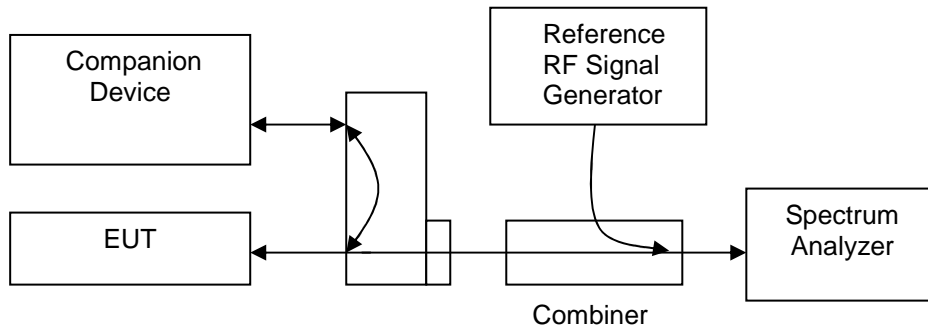 Companion
Device
Reference
RF Signal
Generator
EUT
Spectrum
Analyzer
Combiner